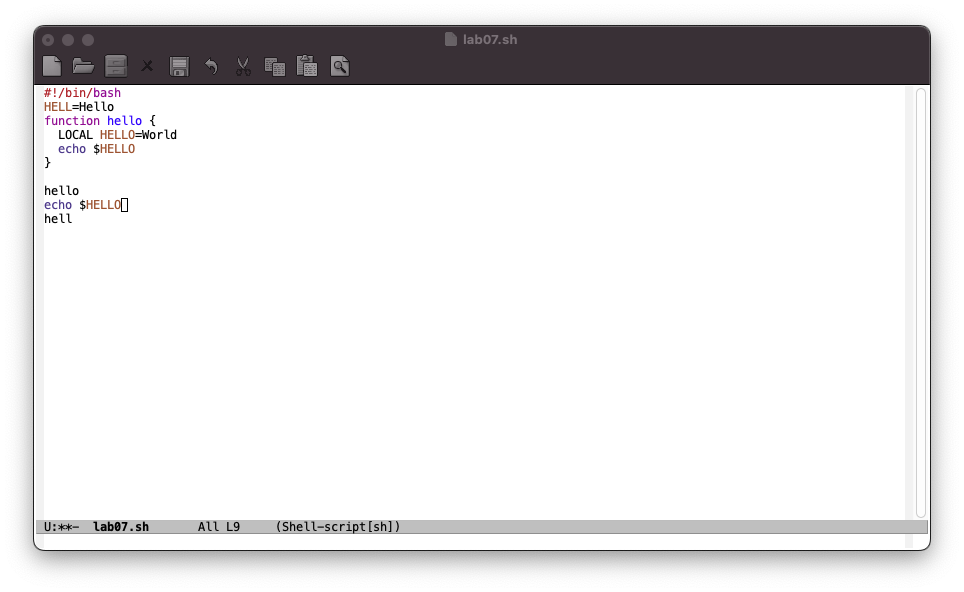 lab07.sh
#!/bin/bash
HELL=Hello
function hello {
  LOCAL HELLO=World
  echo $HELLO
}
hello
echo $HELLO
hell
U:**-  lab07.sh       All L9     (Shell-script[sh])